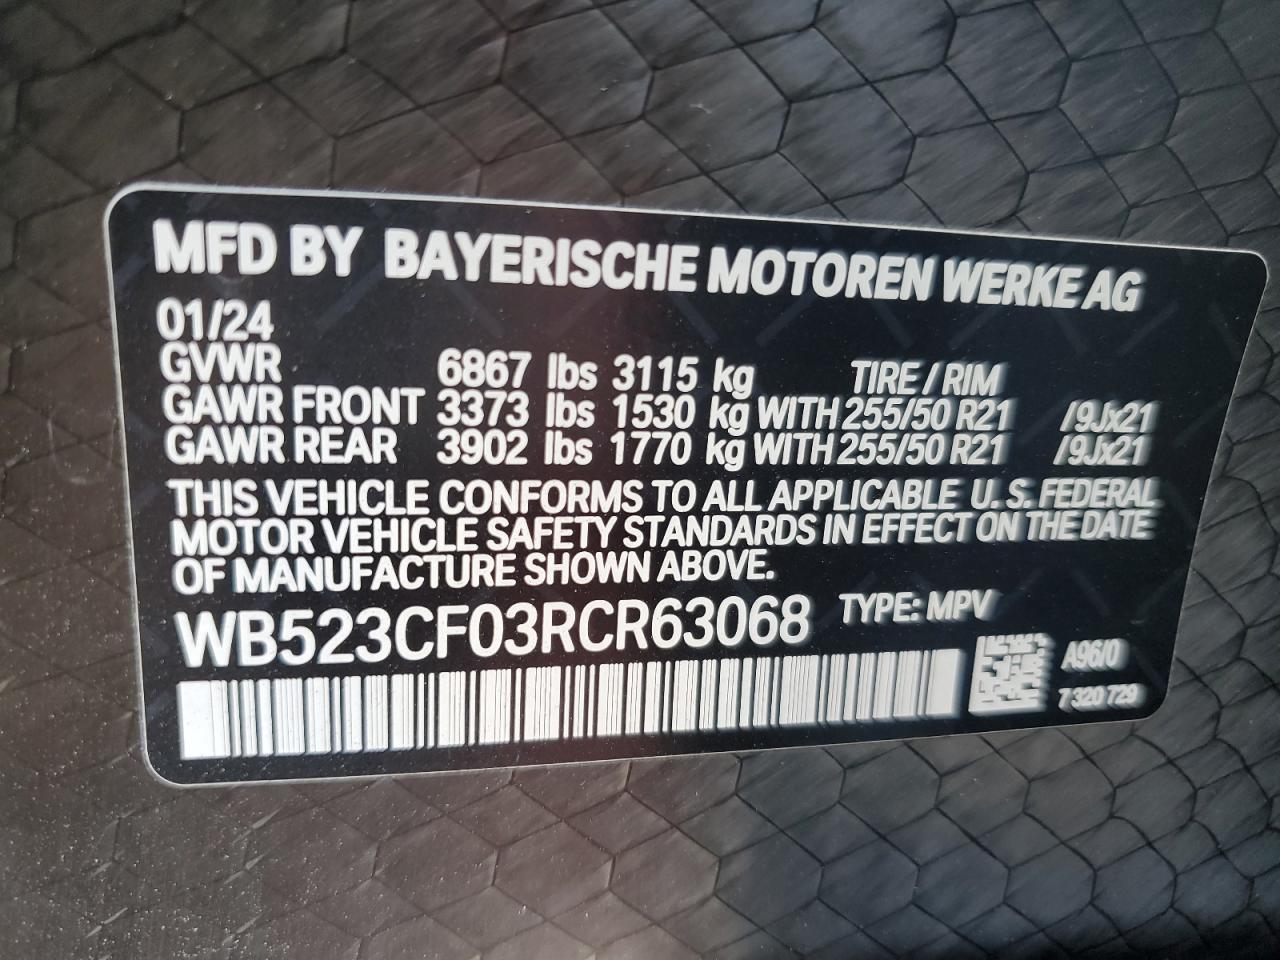 MFD BY BAYERISCHE MOTOREN WERKE AG
01/24
GVWR 6867 lbs 3115 kg TIRE / RIM
GAWR FRONT 3373 lbs 1530 kg WITH 255/50 R21 /9Jx21
GAWR REAR 3902 lbs 1770 kg WITH 255/50 R21 /9Jx21
THIS VEHICLE CONFORMS TO ALL APPLICABLE U. S. FEDERAL
MOTOR VEHICLE SAFETY STANDARDS IN EFFECT ON THE DATE
OF MANUFACTURE SHOWN ABOVE.
WB523CF03RCR63068 TYPE: MPV
A96/0
7 320 729